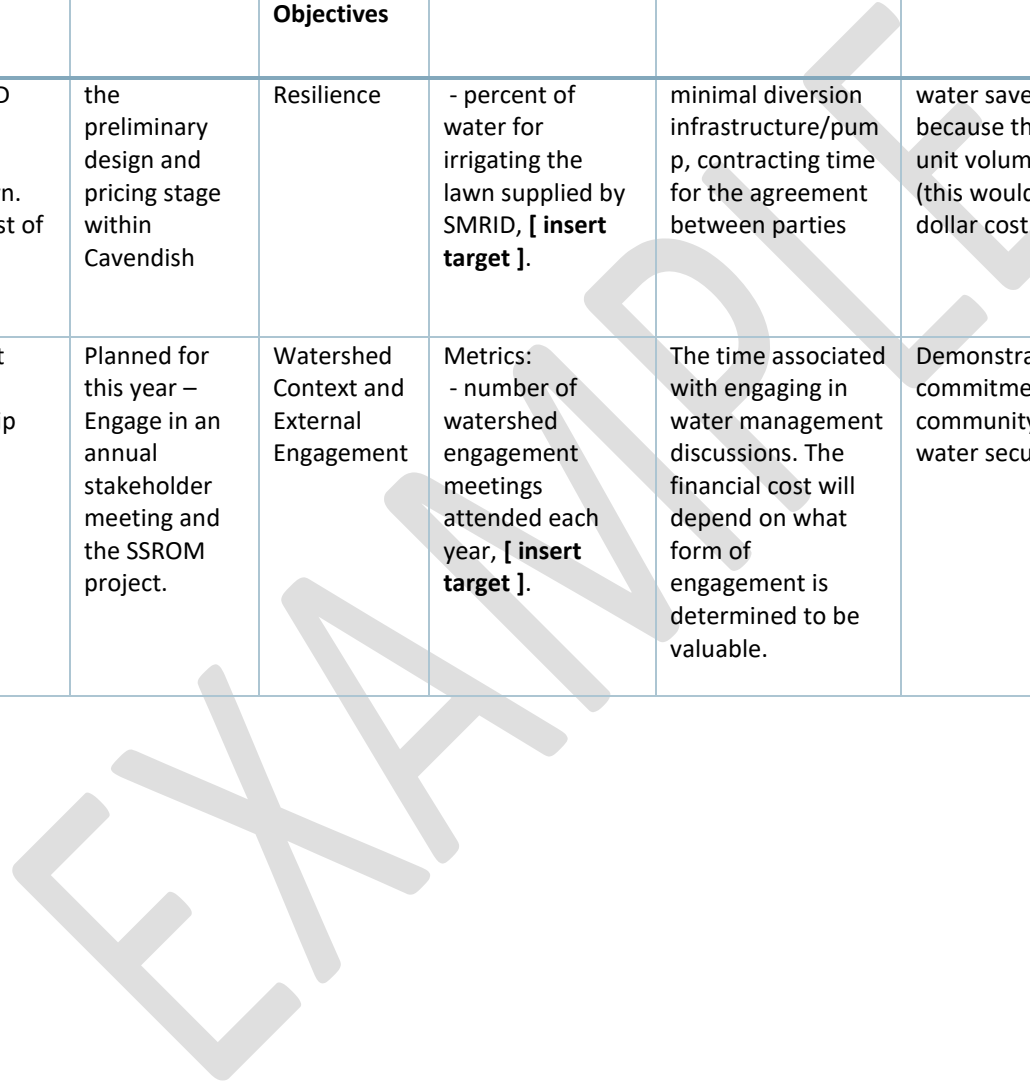 Objectives
the
preliminary
design and
pricing stage
within
Cavendish
Resilience
- percent of
water for
irrigating the
lawn supplied by
SMRID, [ insert
target ].
minimal diversion
infrastructure/pum
p, contracting time
for the agreement
between parties
water save
because th
unit volum
(this would
dollar cost
st of
Planned for
this year –
Engage in an
annual
stakeholder
meeting and
the SSROM
project.
Watershed
Context and
External
Engagement
Metrics:
- number of
watershed
engagement
meetings
attended each
year, [ insert
target ].
The time associated
with engaging in
water management
discussions. The
financial cost will
depend on what
form of
engagement is
determined to be
valuable.
Demonstra
commitme
community
water secu
EXAMPLE